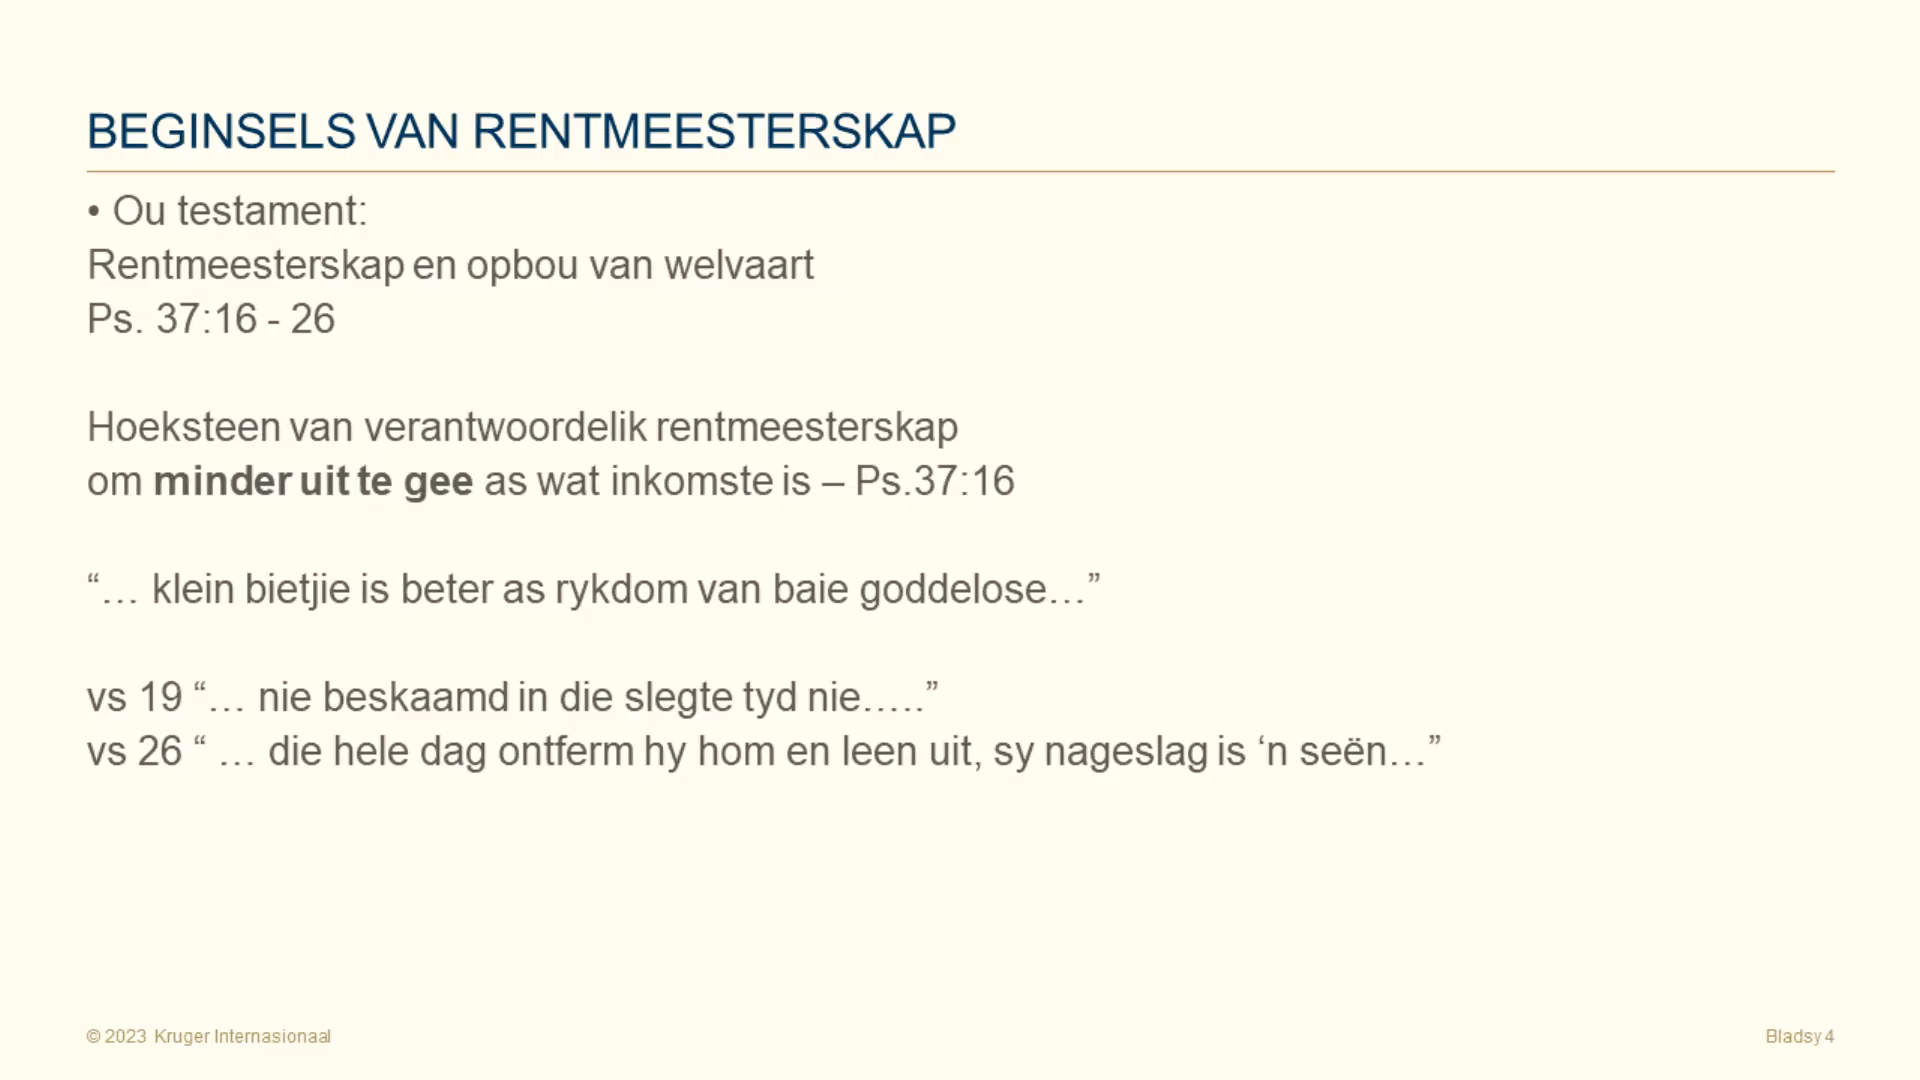 BEGINSELS VAN RENTMEESTERSKAP
• Ou testament:
Rentmeesterskap en opbou van welvaart
Ps. 37:16 - 26
Hoeksteen van verantwoordelik rentmeesterskap
om minder uit te gee as wat inkomste is – Ps.37:16
“… klein bietjie is beter as rykdom van baie goddelose…”
vs 19 “… nie beskaamd in die slegte tyd nie…..”
vs 26 “ … die hele dag ontferm hy hom en leen uit, sy nageslag is ‘n seën…”
© 2023 Kruger Internasionaal
Bladsy 4